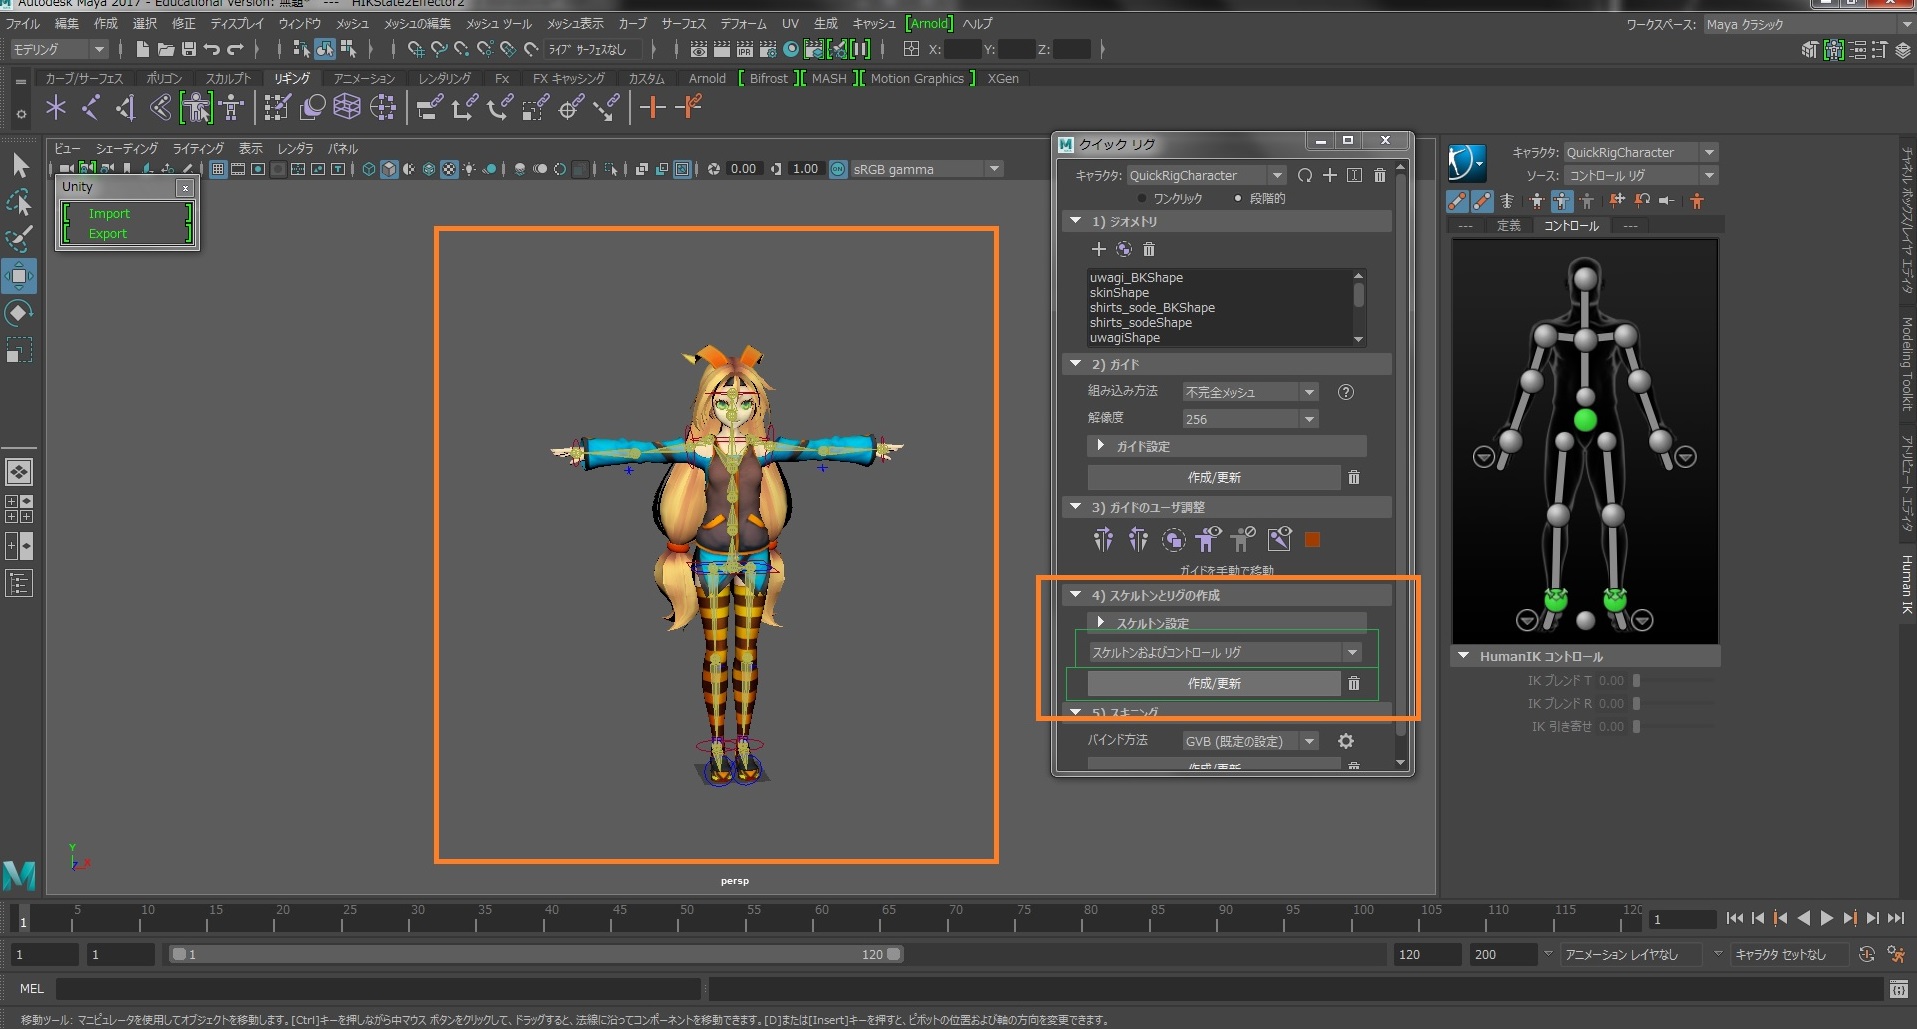 Autodesk Maya 2017 - Educational Version: 無題* --- HIKState2Effector2
ファイル 編集 作成 選択 修正 ディスプレイ ウィンドウ メッシュ メッシュの編集 メッシュ ツール メッシュ表示 カーブ サーフェス デフォーム UV 生成 キャッシュ [Arnold] ヘルプ
ワークスペース: Maya クラシック
モデリング
ライブ サーフェスなし
X: Y: Z:
カーブ/サーフェス ポリゴン スカルプト リギング アニメーション レンダリング Fx FX キャッシング カスタム Arnold [ Bifrost ][ MASH ][ Motion Graphics ] XGen
ビュー シェーディング ライティング 表示 レンダラ パネル
0.00 1.00 sRGB gamma
Unity
Import
Export
persp
クイック リグ
キャラクタ: QuickRigCharacter
ワンクリック 段階的
1) ジオメトリ
uwagi_BKShape
skinShape
shirts_sode_BKShape
shirts_sodeShape
uwagiShape
2) ガイド
組み込み方法 不完全メッシュ
解像度 256
ガイド設定
作成/更新
3) ガイドのユーザ調整
ガイドを手動で移動
4) スケルトンとリグの作成
スケルトン設定
スケルトンおよびコントロール リグ
作成/更新
5) スキニング
バインド方法 GVB (既定の設定)
作成/更新
キャラクタ: QuickRigCharacter
ソース: コントロール リグ
--- 定義 コントロール ---
HumanIK コントロール
IK ブレンド T 0.00
IK ブレンド R 0.00
IK 引き寄せ 0.00
チャネル ボックス/レイヤ エディタ
Modeling Toolkit
アトリビュート エディタ
Human IK
1 5 10 15 20 25 30 35 40 45 50 55 60 65 70 75 80 85 90 95 100 105 110 115 120
1
1 1 1 120 120 200 アニメーション レイヤなし キャラクタ セットなし
MEL
移動ツール: マニピュレータを使用してオブジェクトを移動します。[Ctrl]キーを押しながら中マウス ボタンをクリックして、ドラッグすると、法線に沿ってコンポーネントを移動できます。[D]または[Insert]キーを押すと、ピボットの位置および軸の方向を変更できます。